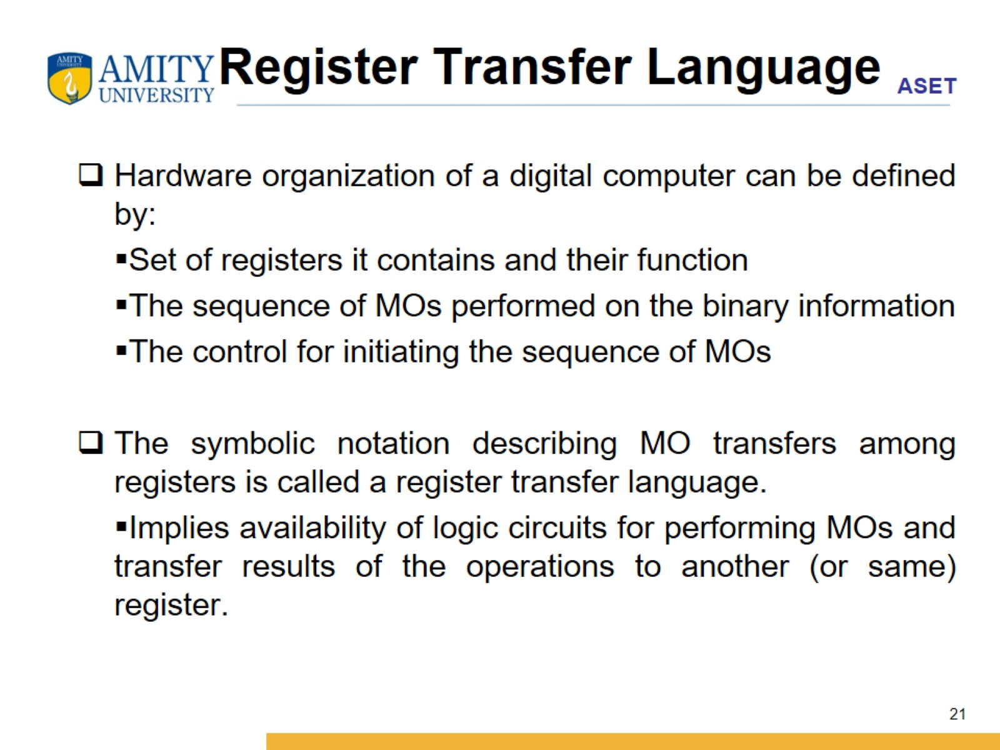 AMITY
UNIVERSITY
AMITY
UNIVERSITY
Register Transfer Language
ASET
❑ Hardware organization of a digital computer can be defined
by:
▪Set of registers it contains and their function
▪The sequence of MOs performed on the binary information
▪The control for initiating the sequence of MOs
❑ The symbolic notation describing MO transfers among
registers is called a register transfer language.
▪Implies availability of logic circuits for performing MOs and
transfer results of the operations to another (or same)
register.
21